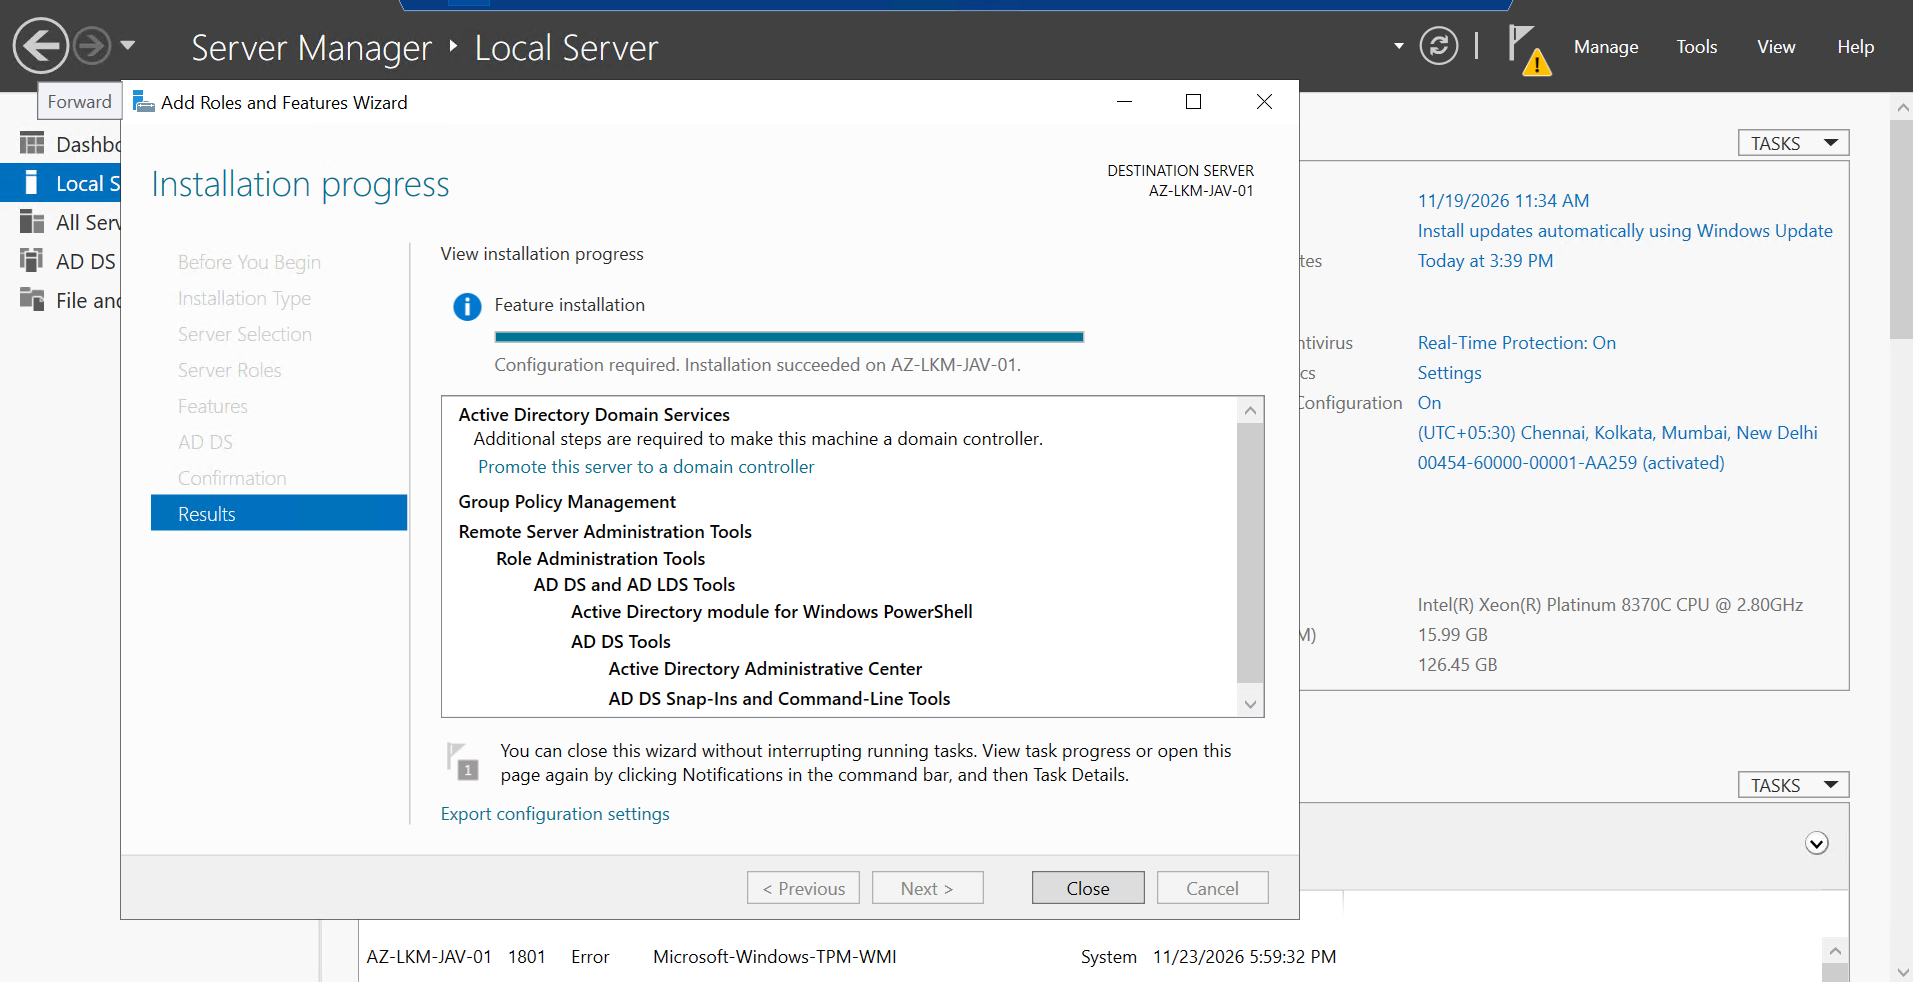 Server Manager ‣ Local Server
Manage
Tools
View
Help
Forward
Dashbo
Local S
All Serv
AD DS
File and
Add Roles and Features Wizard
Installation progress
DESTINATION SERVER
AZ-LKM-JAV-01
Before You Begin
Installation Type
Server Selection
Server Roles
Features
AD DS
Confirmation
Results
View installation progress
Feature installation
Configuration required. Installation succeeded on AZ-LKM-JAV-01.
Active Directory Domain Services
Additional steps are required to make this machine a domain controller.
Promote this server to a domain controller
Group Policy Management
Remote Server Administration Tools
Role Administration Tools
AD DS and AD LDS Tools
Active Directory module for Windows PowerShell
AD DS Tools
Active Directory Administrative Center
AD DS Snap-Ins and Command-Line Tools
1
You can close this wizard without interrupting running tasks. View task progress or open this
page again by clicking Notifications in the command bar, and then Task Details.
Export configuration settings
< Previous
Next >
Close
Cancel
TASKS
11/19/2026 11:34 AM
Install updates automatically using Windows Update
tes Today at 3:39 PM
ntivirus Real-Time Protection: On
cs Settings
Configuration On
(UTC+05:30) Chennai, Kolkata, Mumbai, New Delhi
00454-60000-00001-AA259 (activated)
Intel(R) Xeon(R) Platinum 8370C CPU @ 2.80GHz
M) 15.99 GB
126.45 GB
TASKS
AZ-LKM-JAV-01 1801 Error Microsoft-Windows-TPM-WMI System 11/23/2026 5:59:32 PM